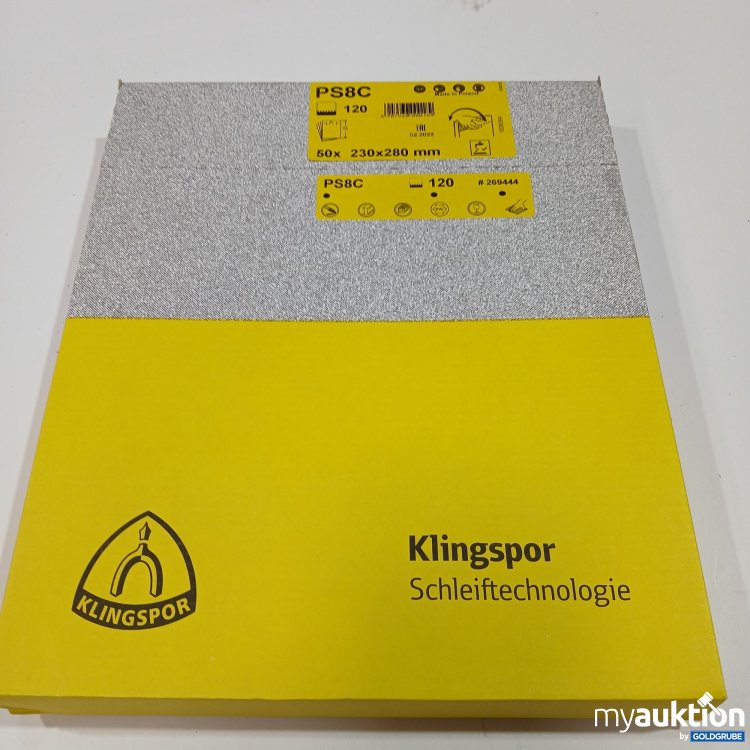 PS8C
Made in Poland
120
02.2023
50x 230x280 mm
PS8C 120 # 269444
PVC
KLINGSPOR
Klingspor
Schleiftechnologie
myauktion
by GOLDGRUBE